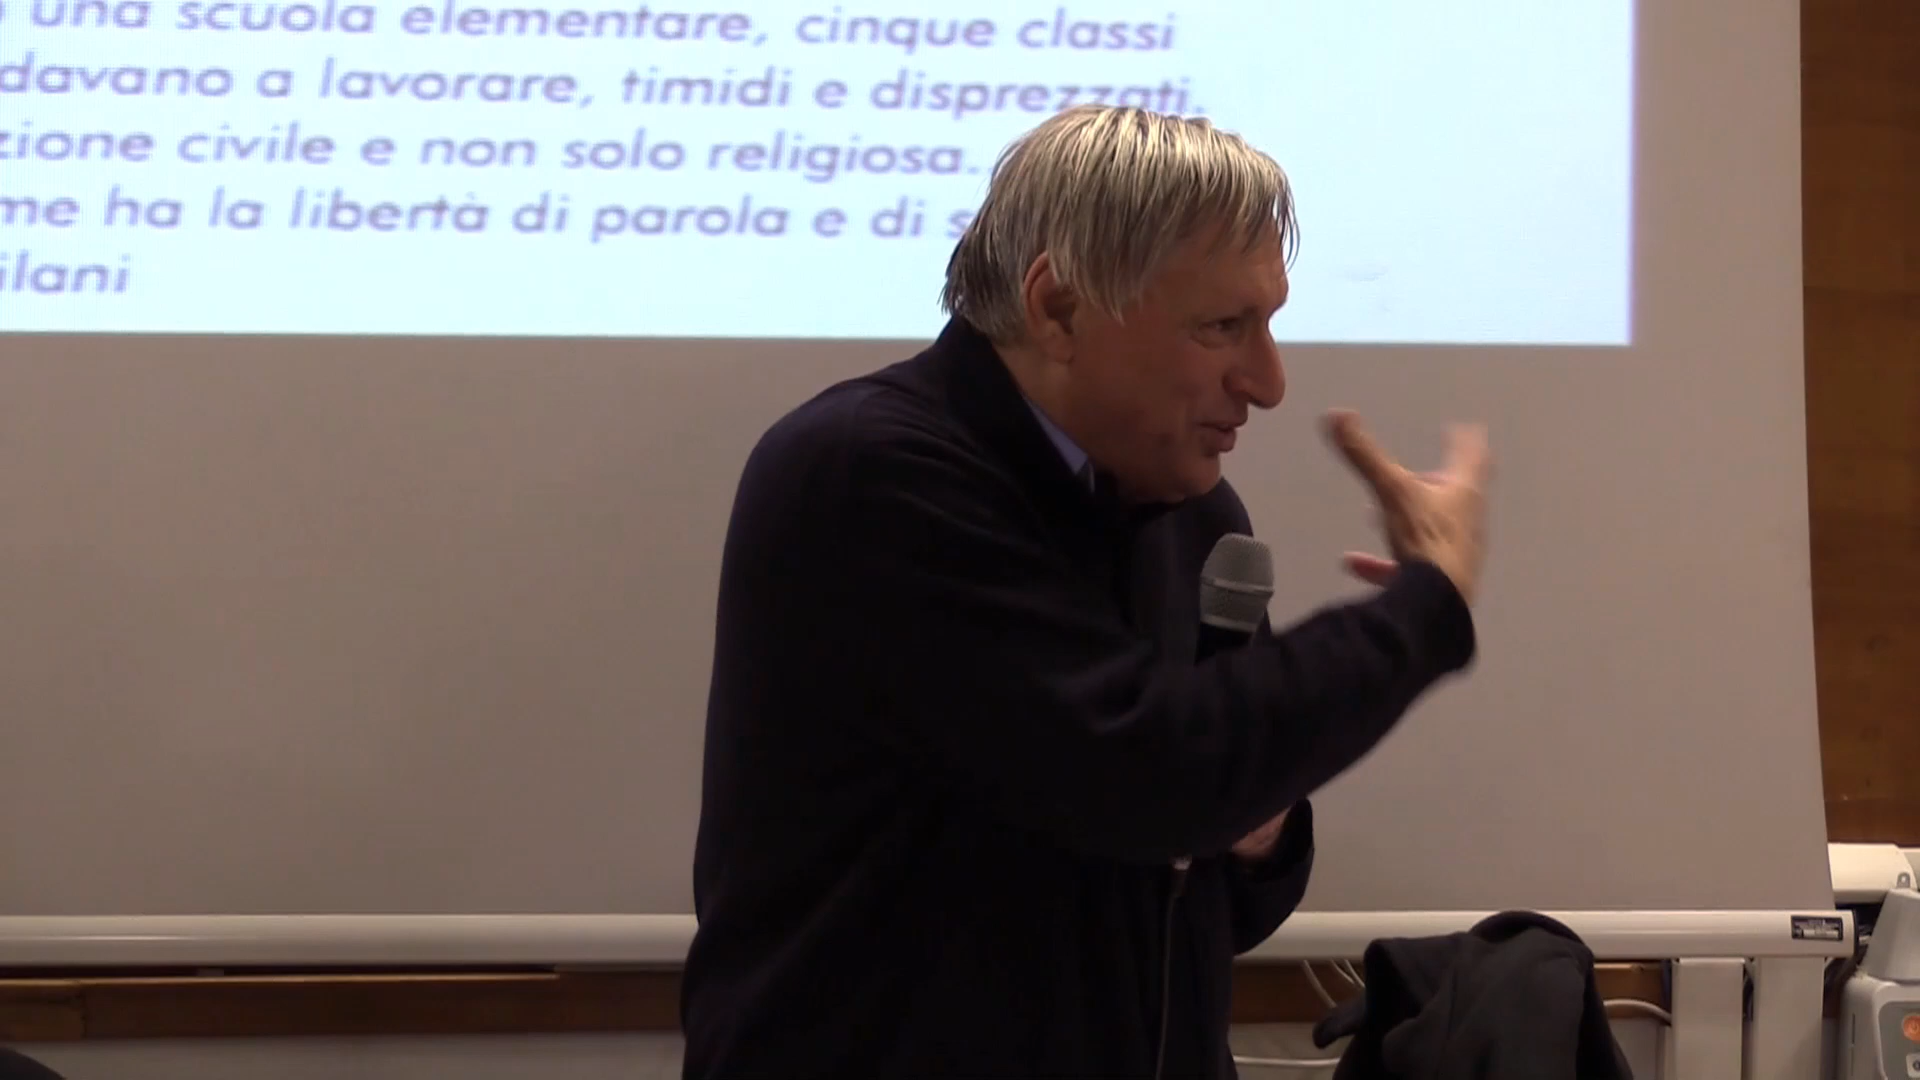 una scuola elementare, cinque classi
davano a lavorare, timidi e disprezzati.
zione civile e non solo religiosa.
me ha la libertà di parola e di s
ilani